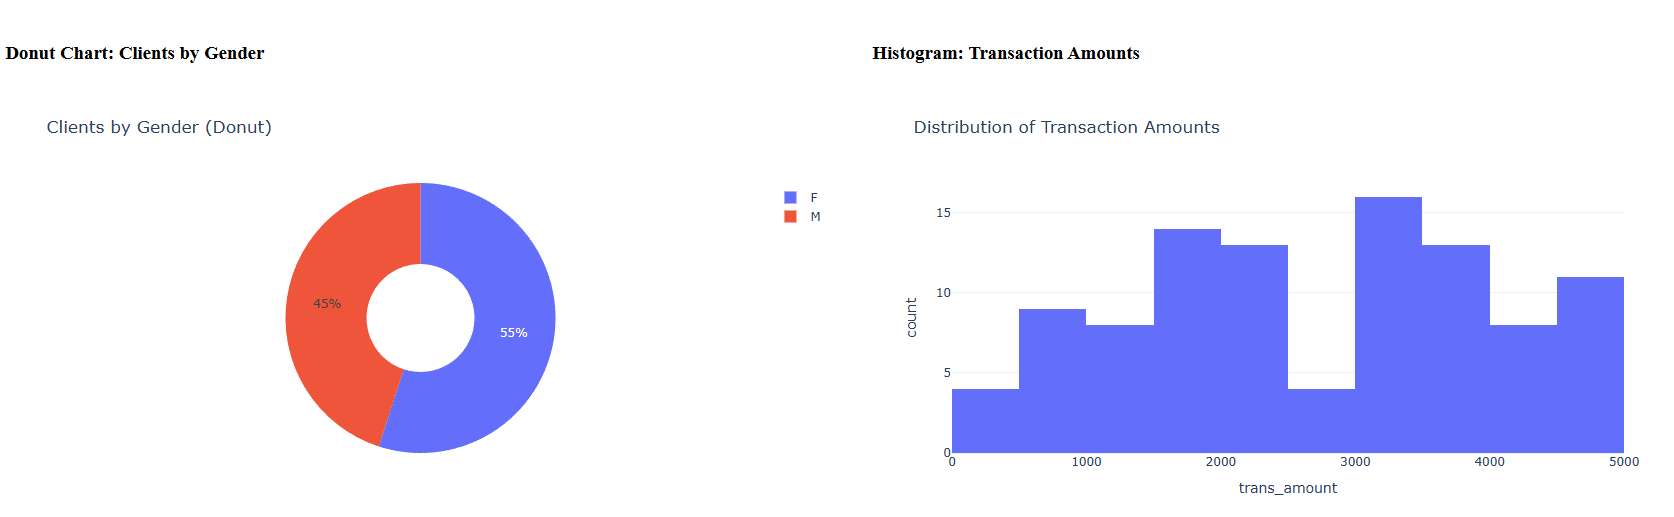 Donut Chart: Clients by Gender
Clients by Gender (Donut)
F
M
45%
55%
Histogram: Transaction Amounts
Distribution of Transaction Amounts
15
10
5
0
count
0 1000 2000 3000 4000 5000
trans_amount